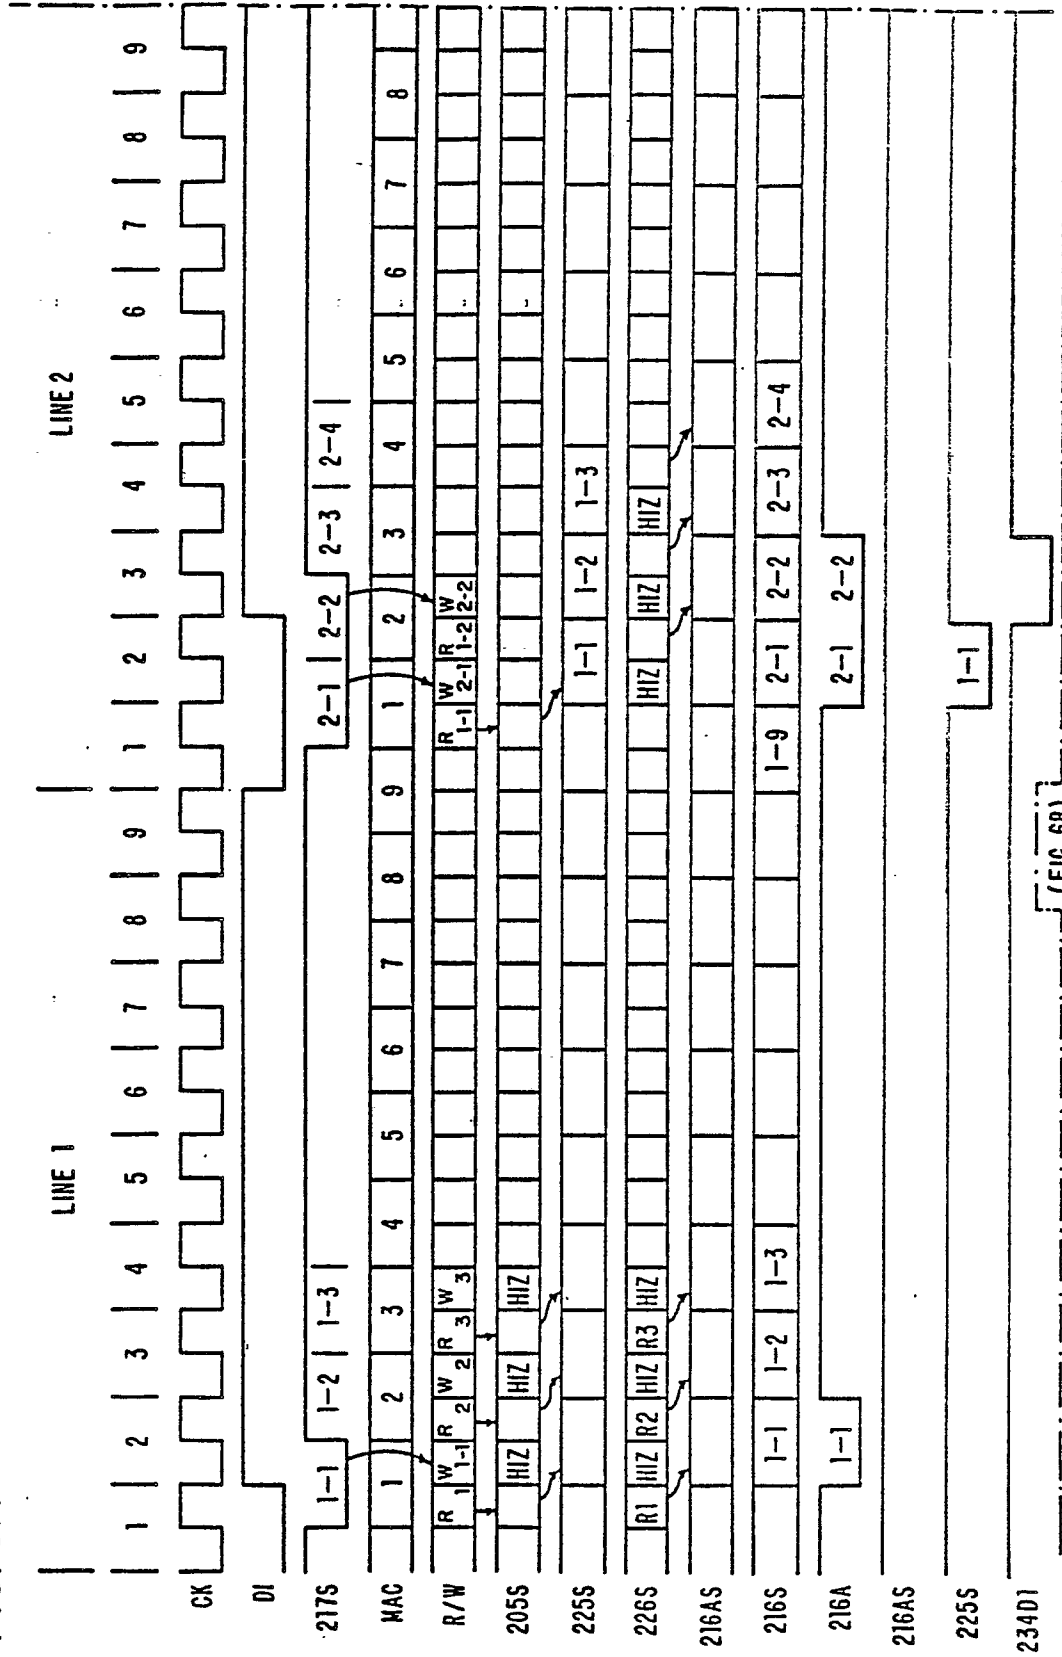 LINE 1 LINE 2
1 2 3 4 5 6 7 8 9 1 2 3 4 5 6 7 8 9
CK
DI
217S 1-1 1-2 1-3 2-1 2-2 2-3 2-4
MAC 1 2 3 4 5 6 7 8 9 1 2 3 4 5 6 7 8
R/W R 1 W 1-1 R 2 W 2 R 3 W 3 R 1-1 W 2-1 R 1-2 W 2-2
205S HIZ HIZ HIZ
225S 1-1 1-2 1-3
226S R1 HIZ R2 HIZ R3 HIZ HIZ HIZ HIZ
216AS
216S 1-1 1-2 1-3 1-9 2-1 2-2 2-3 2-4
216A 1-1 2-1 2-2
216AS
225S 1-1
234DI
(FIG. 6B)